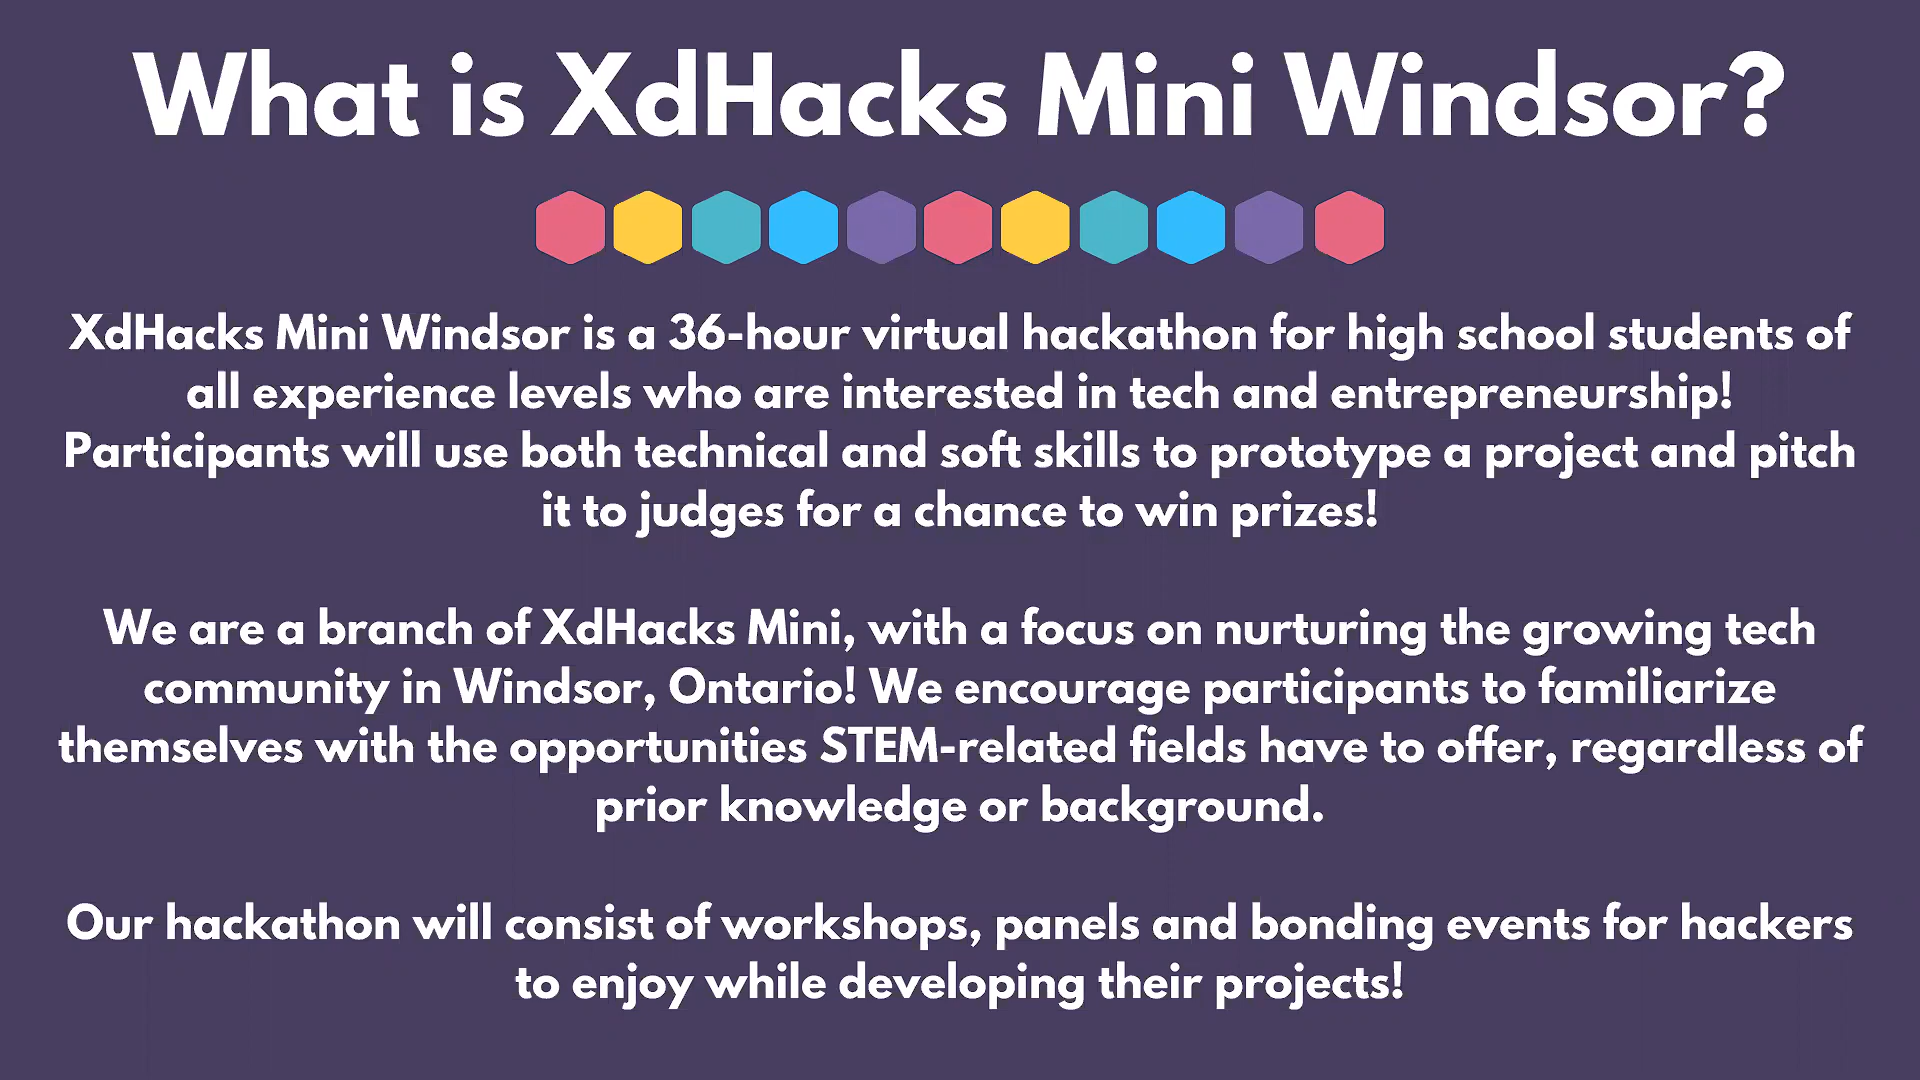 What is XdHacks Mini Windsor?
XdHacks Mini Windsor is a 36-hour virtual hackathon for high school students of
all experience levels who are interested in tech and entrepreneurship!
Participants will use both technical and soft skills to prototype a project and pitch
it to judges for a chance to win prizes!
We are a branch of XdHacks Mini, with a focus on nurturing the growing tech
community in Windsor, Ontario! We encourage participants to familiarize
themselves with the opportunities STEM-related fields have to offer, regardless of
prior knowledge or background.
Our hackathon will consist of workshops, panels and bonding events for hackers
to enjoy while developing their projects!